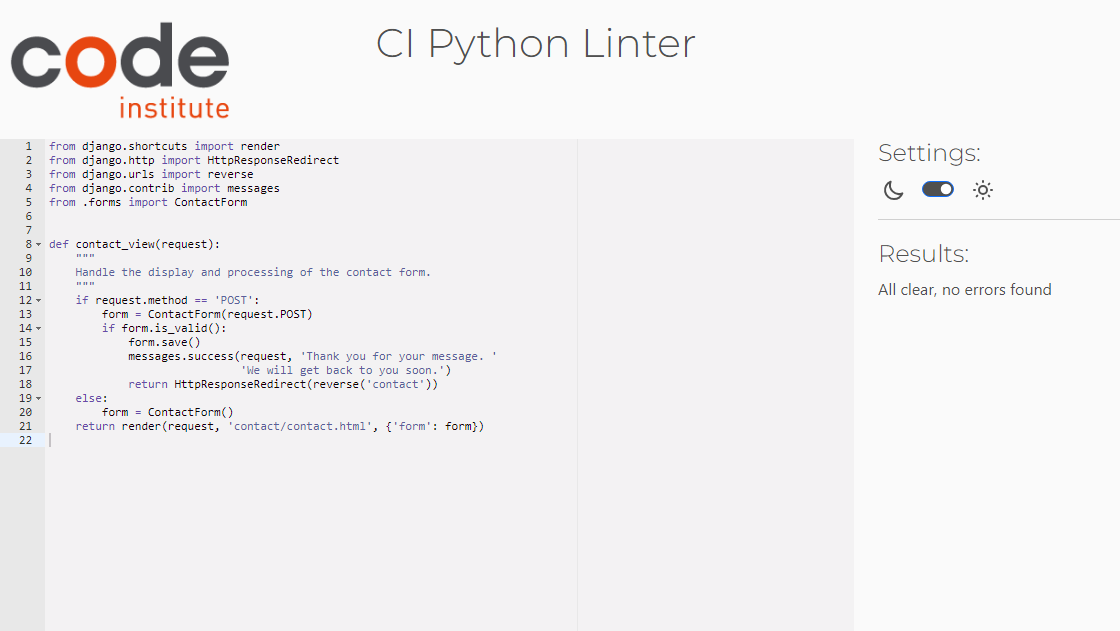 code
institute
CI Python Linter
1 from django.shortcuts import render
2 from django.http import HttpResponseRedirect
3 from django.urls import reverse
4 from django.contrib import messages
5 from .forms import ContactForm
6
7
8 def contact_view(request):
9     """
10     Handle the display and processing of the contact form.
11     """
12     if request.method == 'POST':
13         form = ContactForm(request.POST)
14         if form.is_valid():
15             form.save()
16             messages.success(request, 'Thank you for your message. '
17                              'We will get back to you soon.')
18             return HttpResponseRedirect(reverse('contact'))
19     else:
20         form = ContactForm()
21     return render(request, 'contact/contact.html', {'form': form})
22
Settings:
Results:
All clear, no errors found